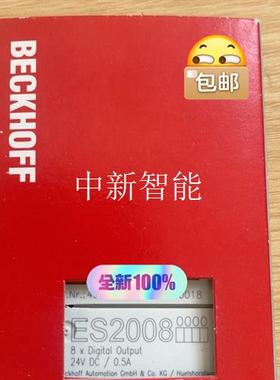 BECKHOFF
包邮
中新智能
全新100%
ES2008
8 x Digital Output
24V DC / 0.5A
ckhoff Automation GmbH & Co. KG / Huelshorst